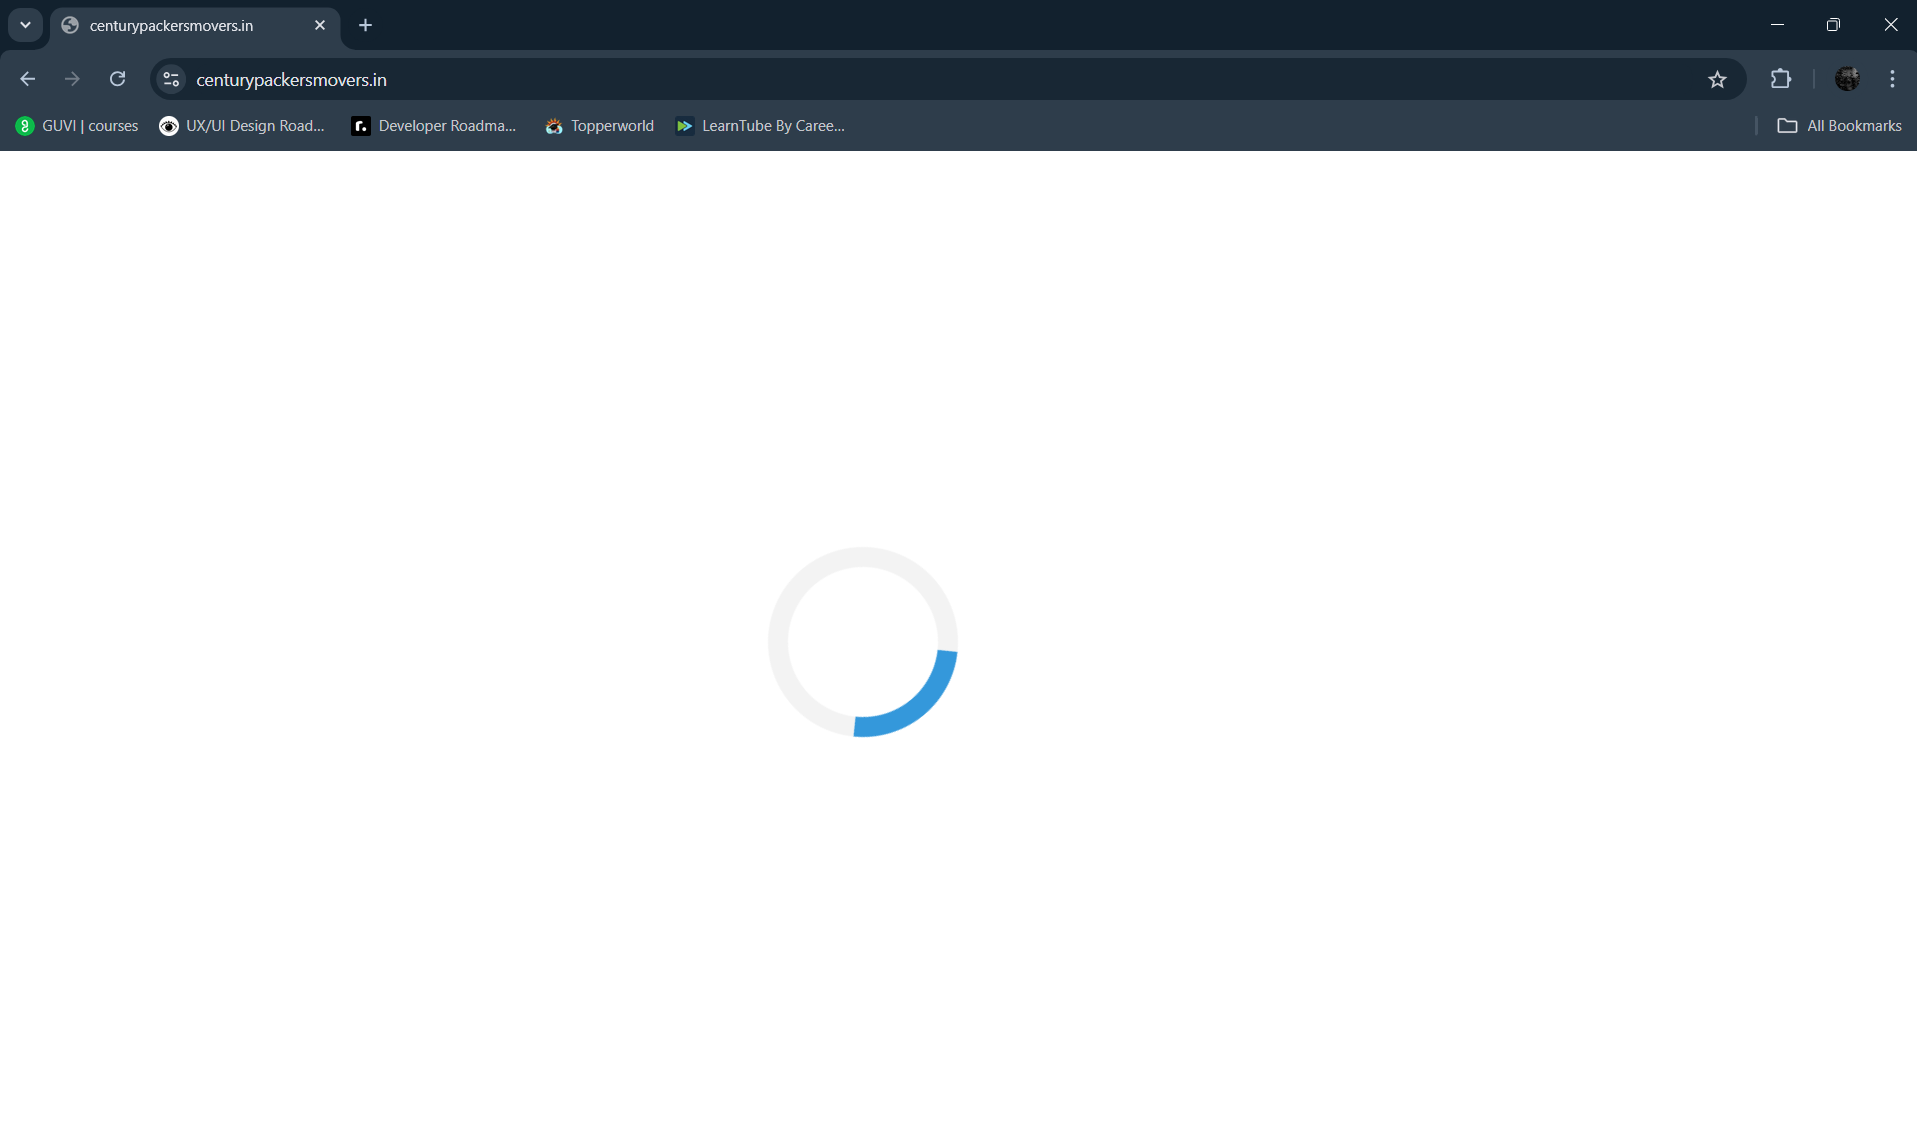 centurypackersmovers.in
centurypackersmovers.in
GUVI | courses UX/UI Design Road... Developer Roadma... Topperworld LearnTube By Caree... All Bookmarks